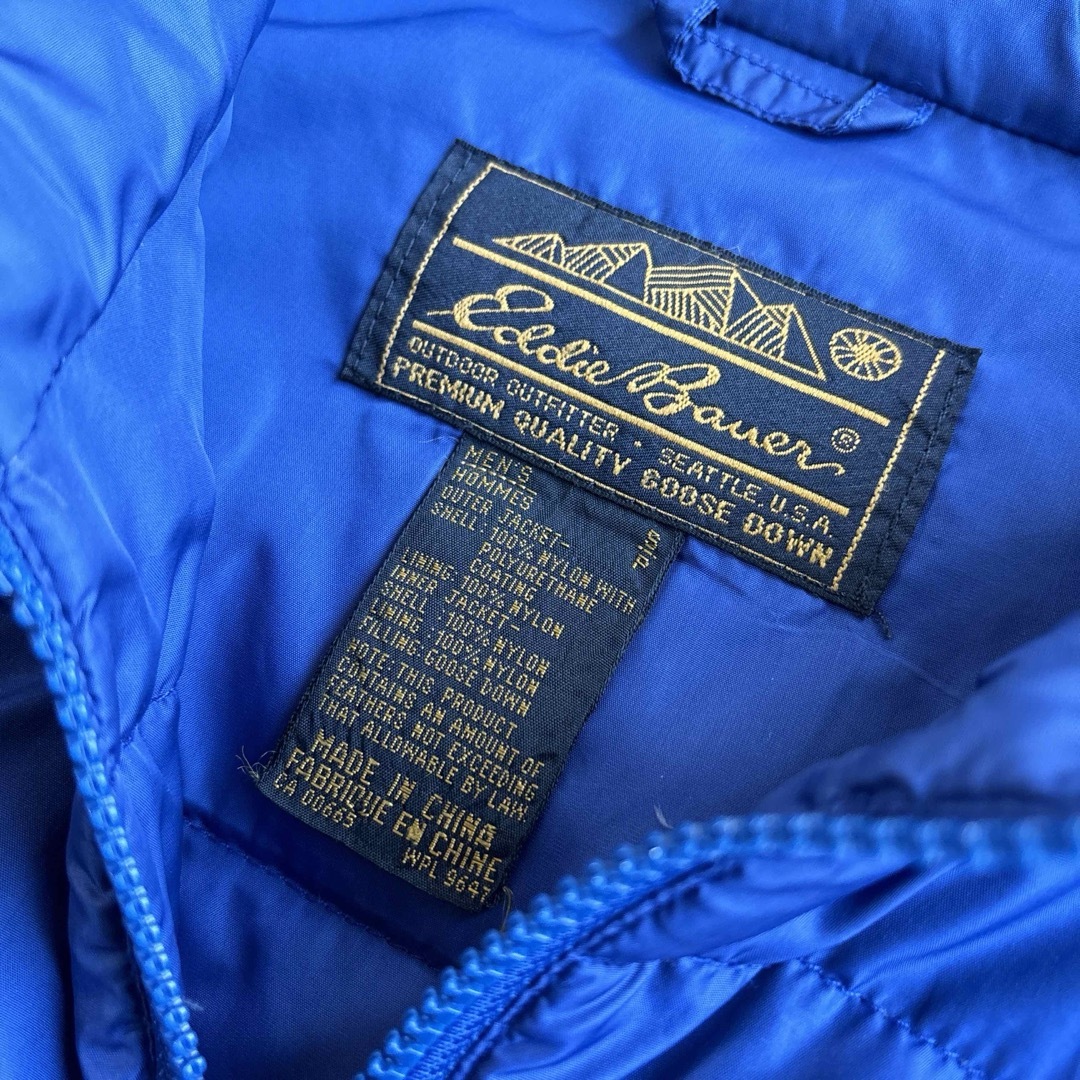 Eddie Bauer®
OUTDOOR OUTFITTER · SEATTLE, U.S.A.
PREMIUM QUALITY GOOSE DOWN
MEN'S S/P
HOMMES
OUTER JACKET-
SHELL: 100% NYLON WITH
POLYURETHANE
COATING
LINING: 100% NYLON
INNER JACKET-
SHELL: 100% NYLON
LINING: 100% NYLON
FILLING: GOOSE DOWN
NOTE: THIS PRODUCT
CONTAINS AN AMOUNT OF
FEATHERS NOT EXCEEDING
THAT ALLOWABLE BY LAW
MADE IN CHINA
FABRIQUE EN CHINE
CA 00665 WPL 9647